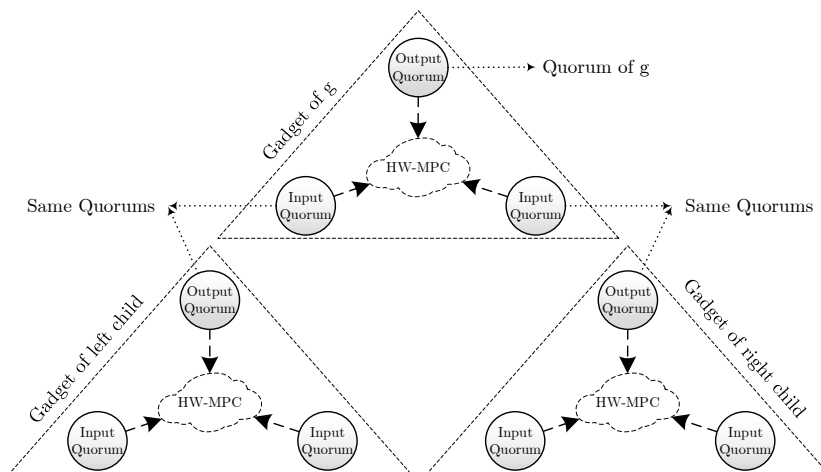 Output
Quorum
Quorum of g
Gadget of g
HW-MPC
Input
Quorum
Input
Quorum
Same Quorums
Same Quorums
Gadget of left child
Output
Quorum
HW-MPC
Input
Quorum
Input
Quorum
Output
Quorum
Gadget of right child
HW-MPC
Input
Quorum
Input
Quorum